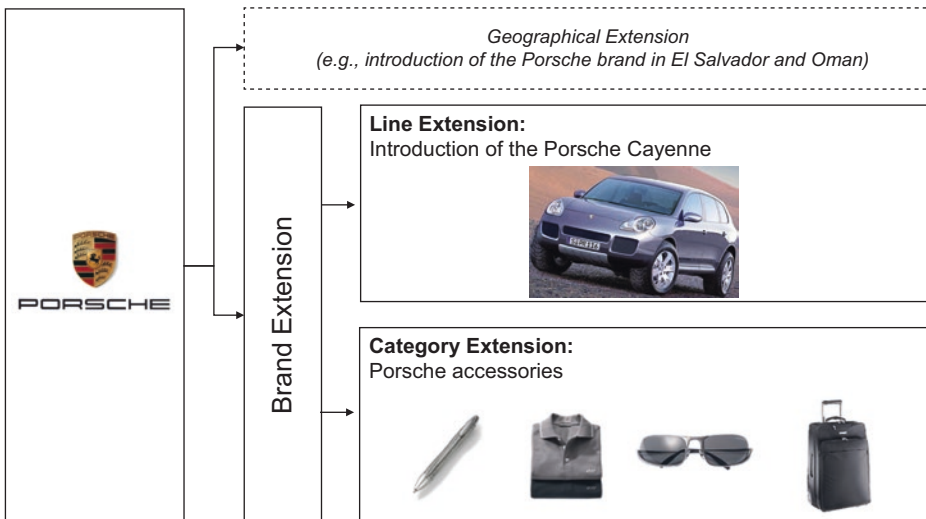 Geographical Extension
(e.g., introduction of the Porsche brand in El Salvador and Oman)
Line Extension:
Introduction of the Porsche Cayenne
PORSCHE
PORSCHE
Brand Extension
Category Extension:
Porsche accessories